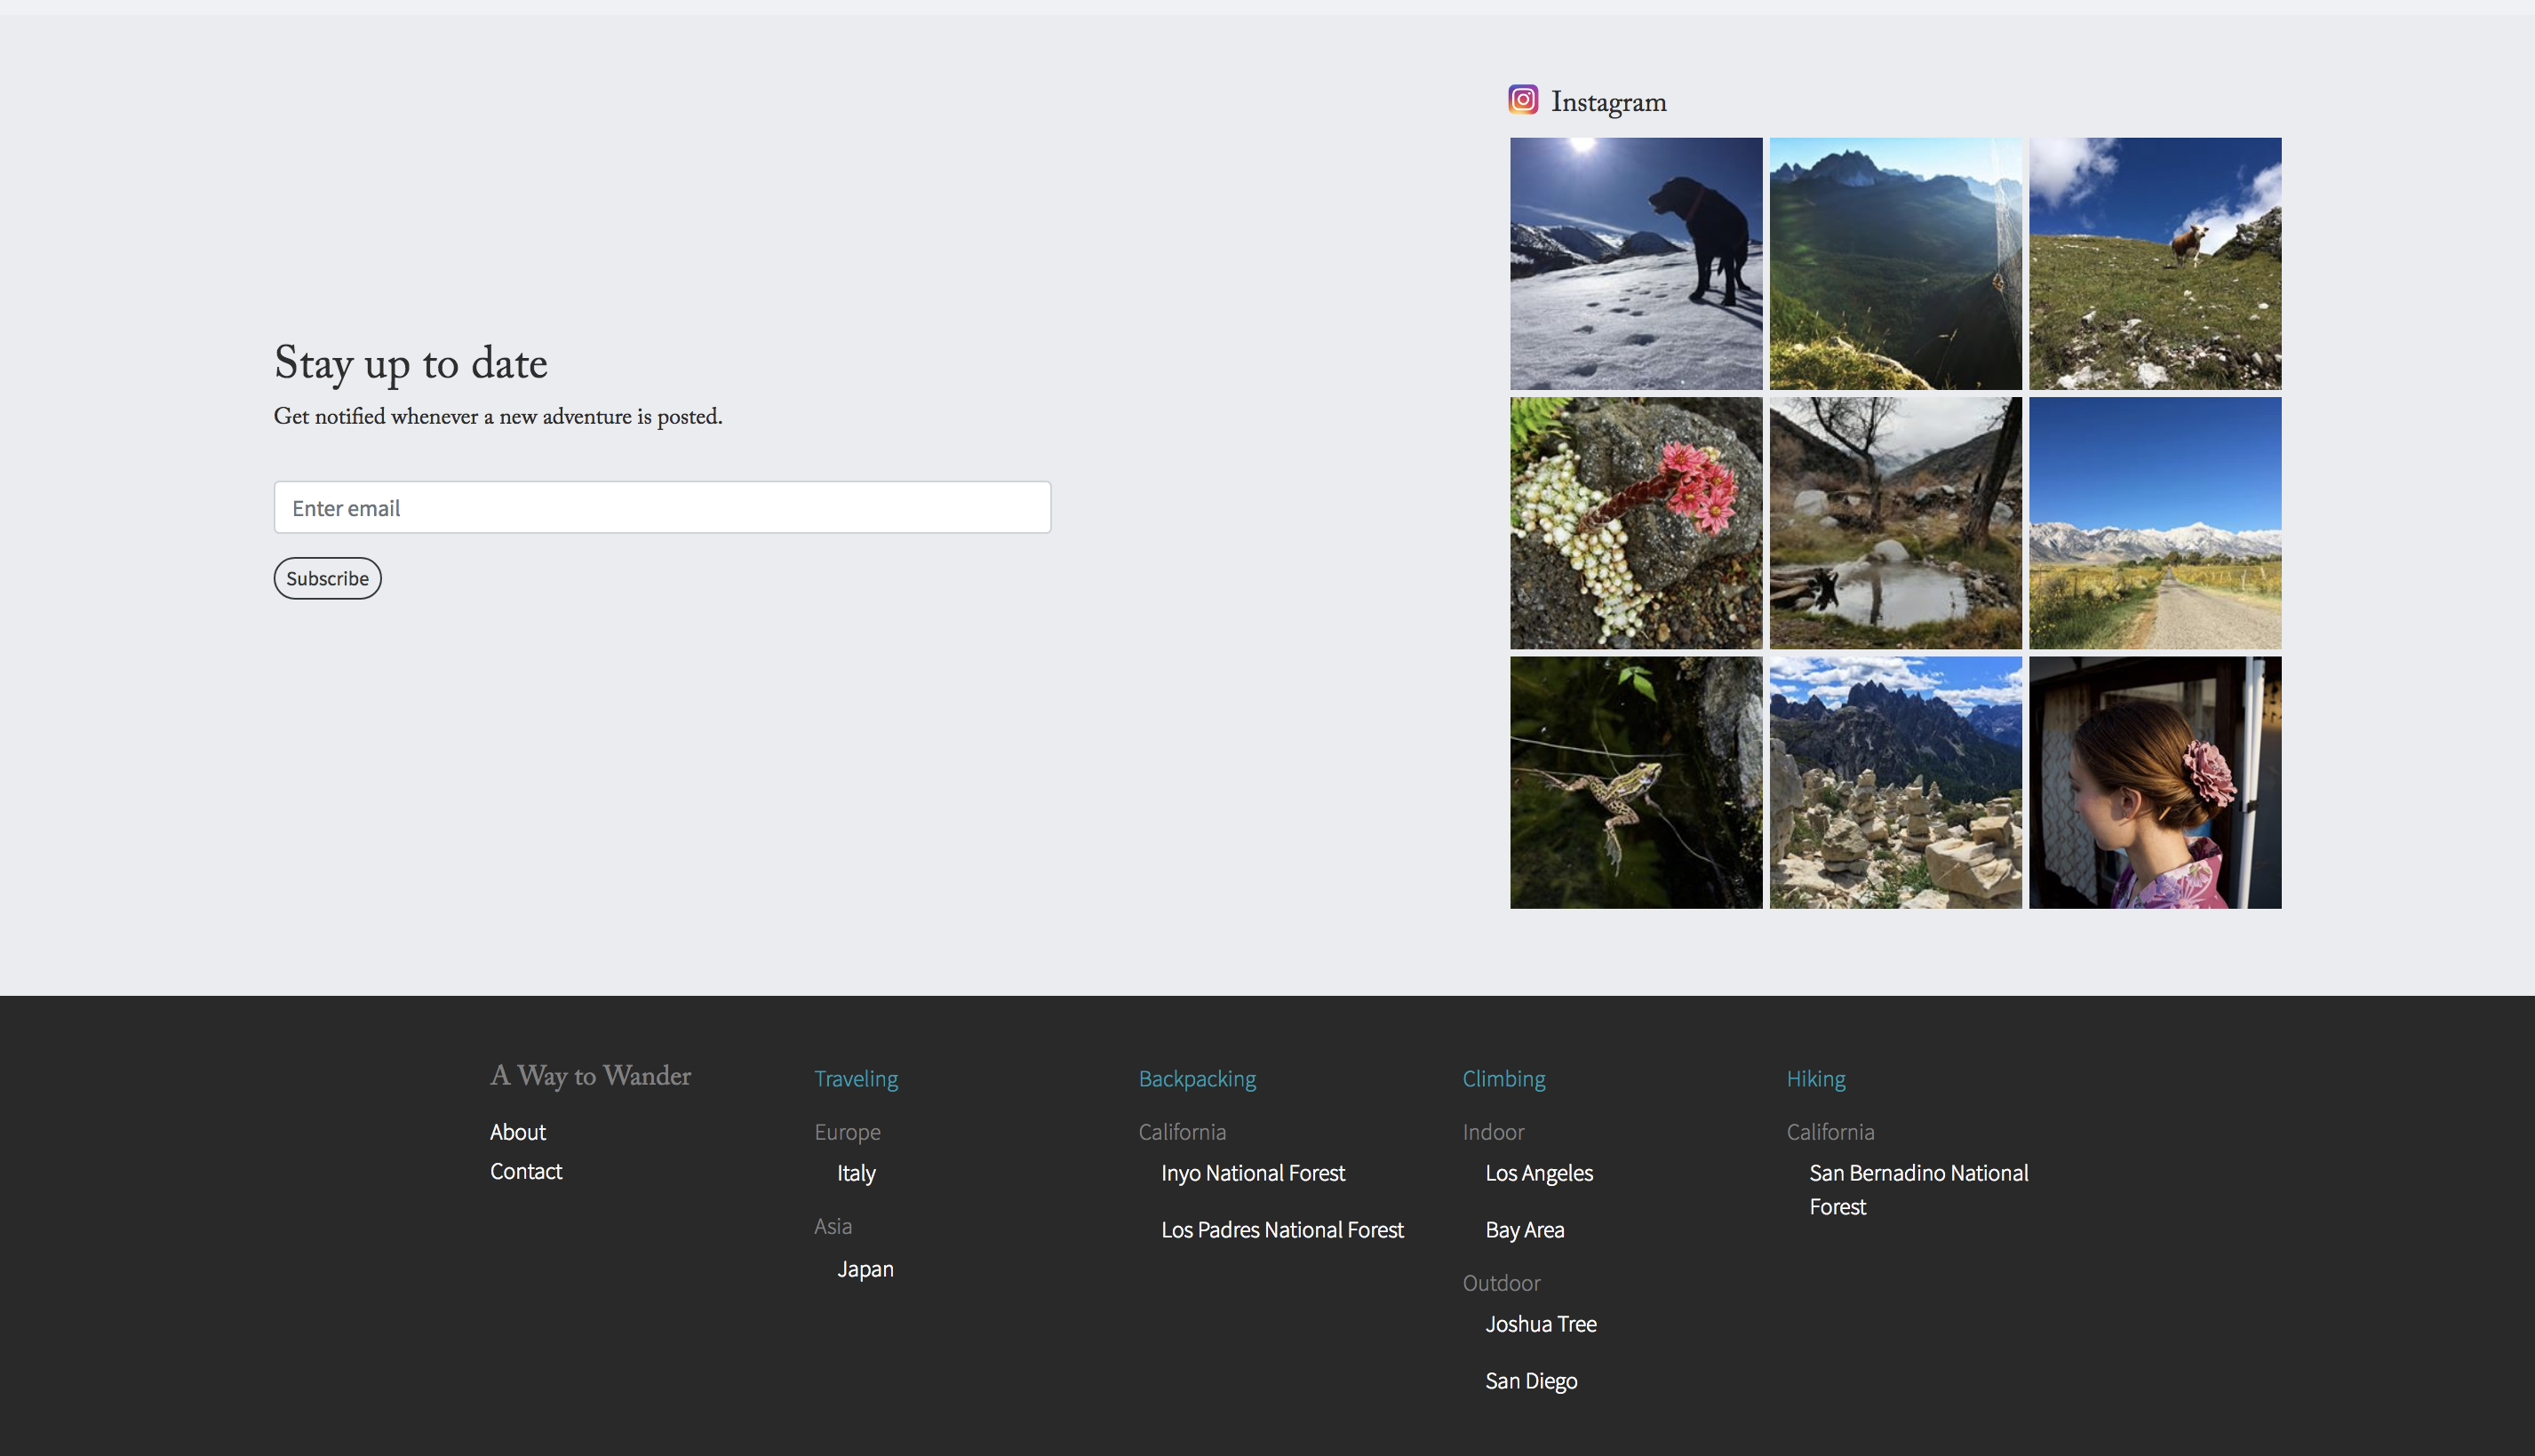 Instagram
Stay up to date
Get notified whenever a new adventure is posted.
Enter email
Subscribe
A Way to Wander
About
Contact
Traveling
Europe
Italy
Asia
Japan
Backpacking
California
Inyo National Forest
Los Padres National Forest
Climbing
Indoor
Los Angeles
Bay Area
Outdoor
Joshua Tree
San Diego
Hiking
California
San Bernadino National
Forest